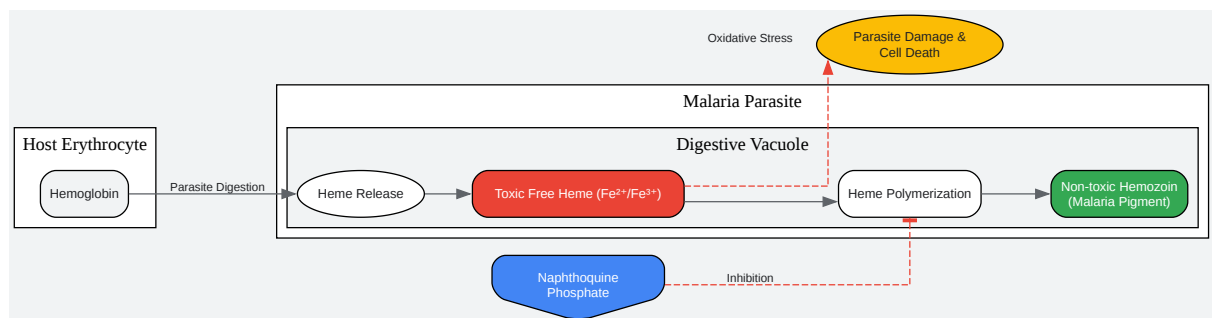 Oxidative Stress
Parasite Damage &
Cell Death
Malaria Parasite
Host Erythrocyte
Digestive Vacuole
Hemoglobin
Parasite Digestion
Heme Release
Toxic Free Heme (Fe²⁺/Fe³⁺)
Heme Polymerization
Non-toxic Hemozoin
(Malaria Pigment)
Naphthoquine
Phosphate
Inhibition